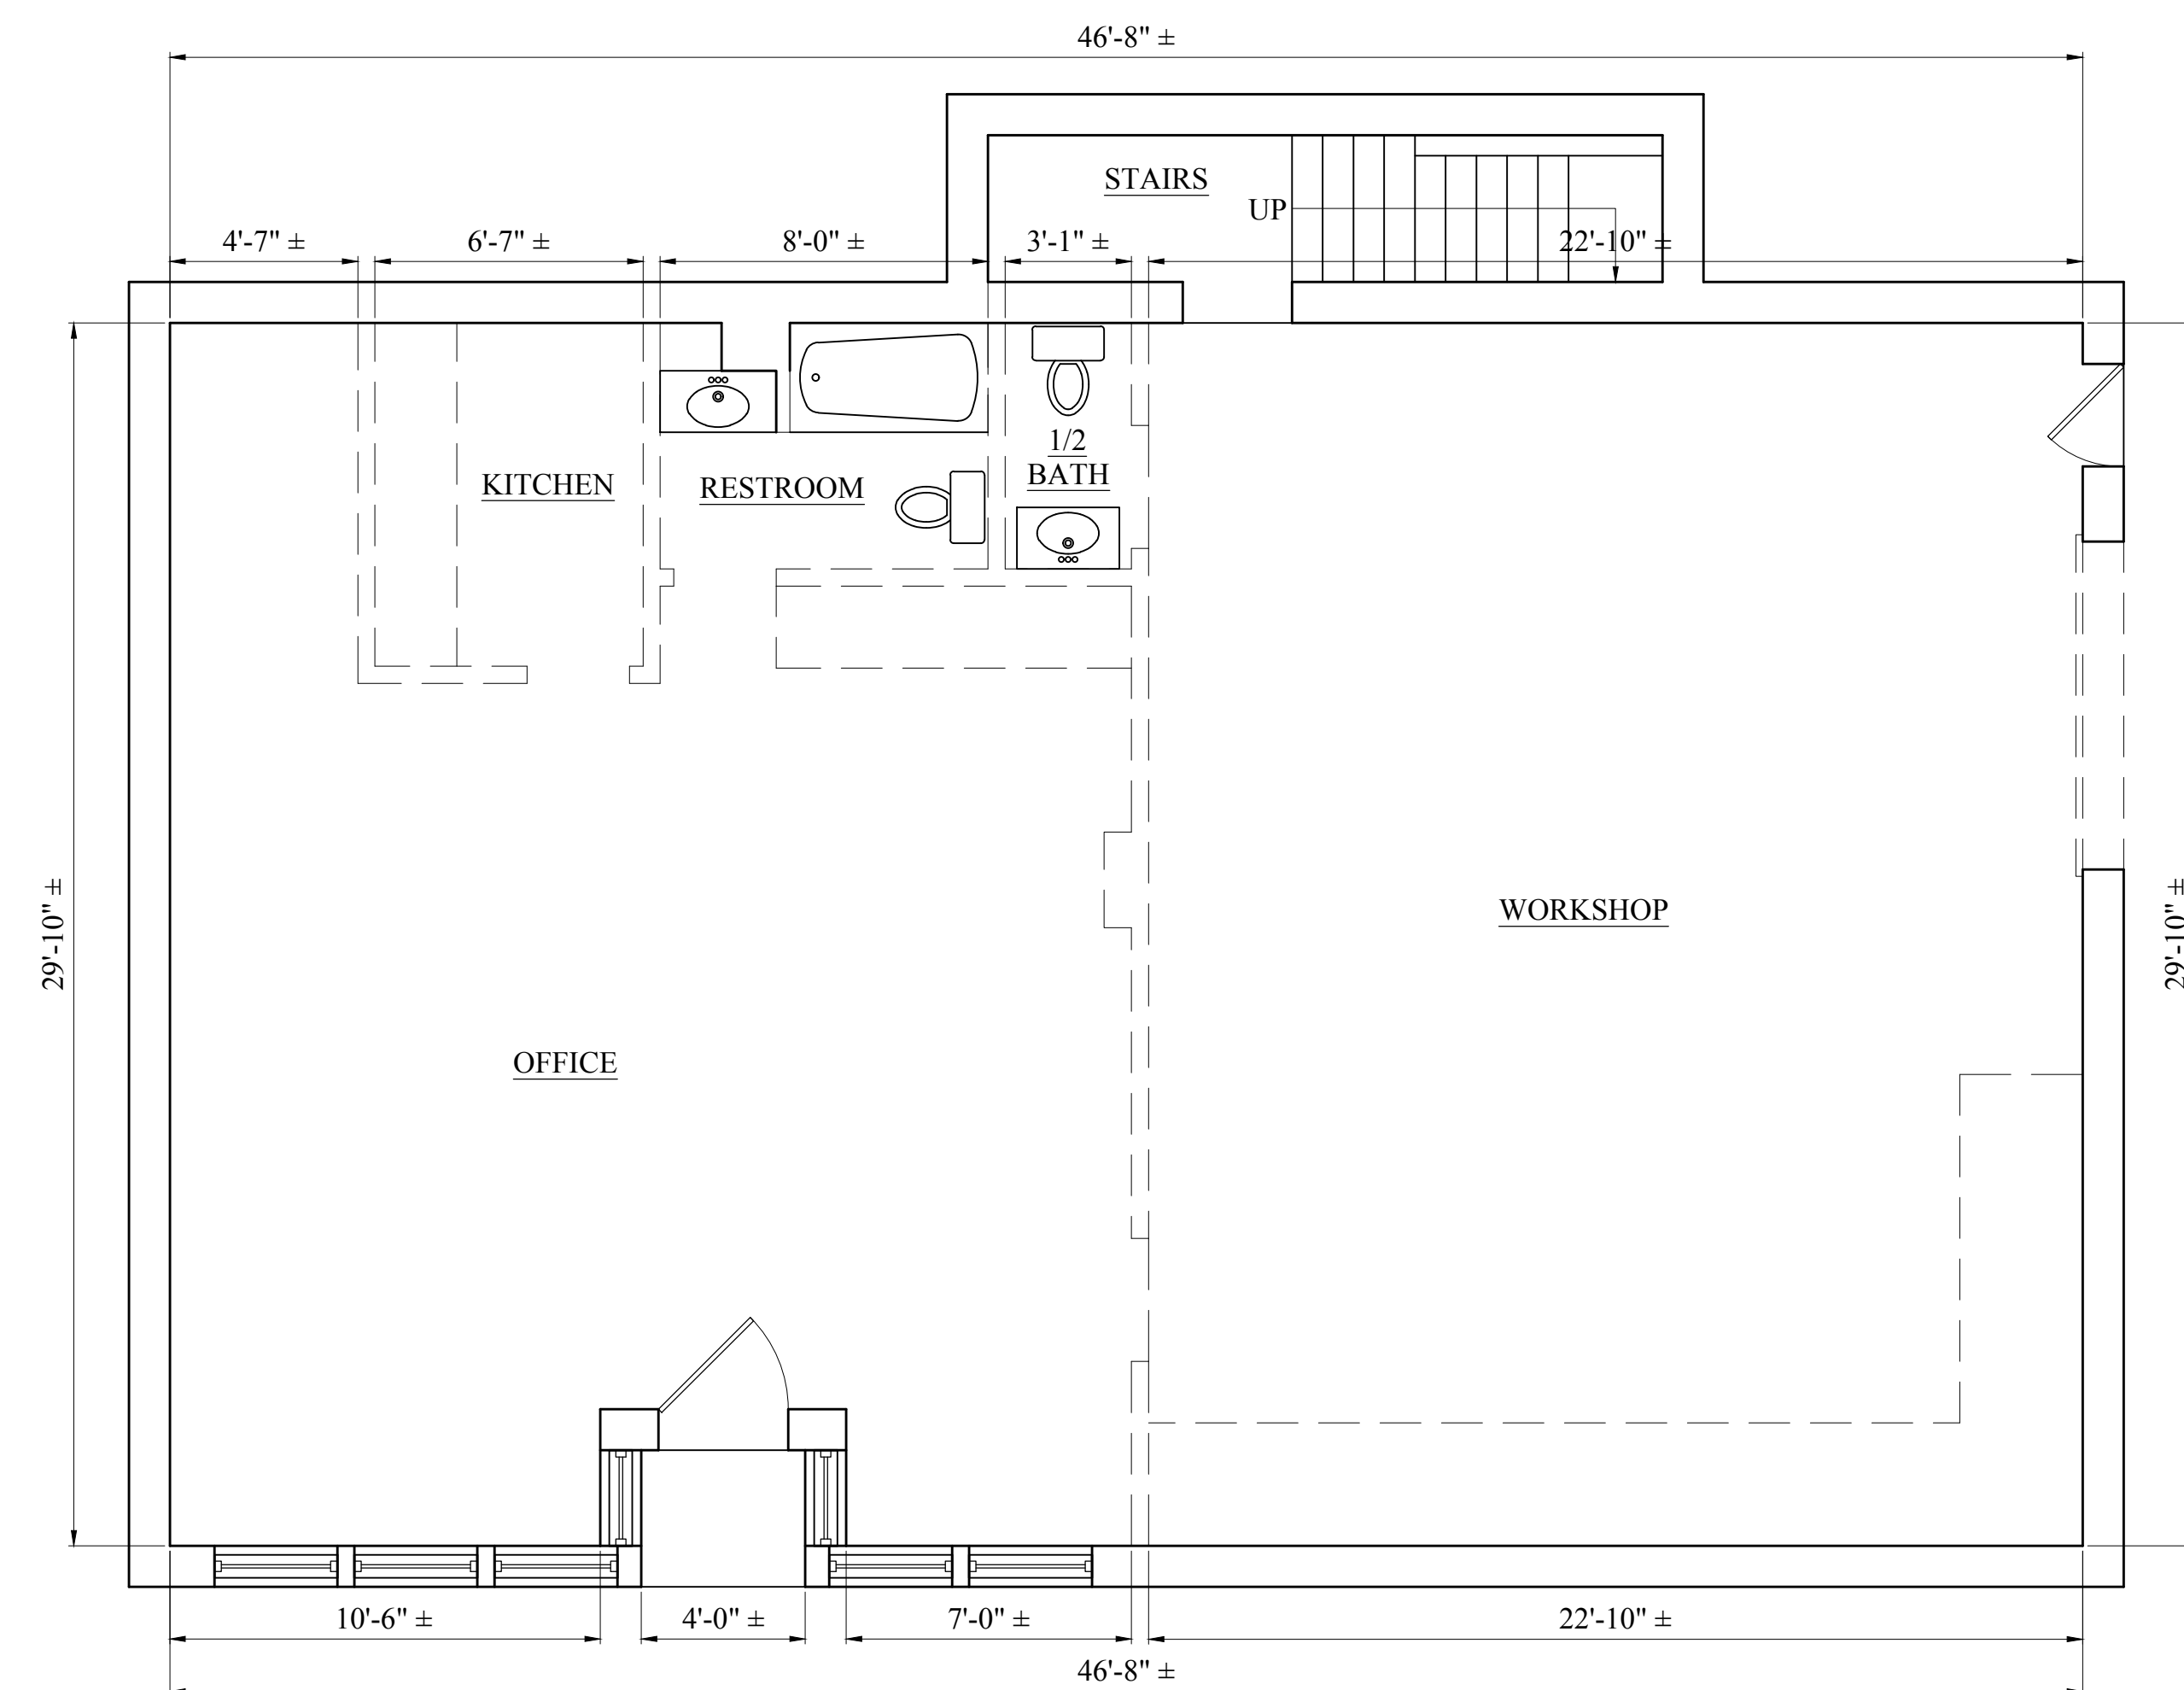 46'-8" ±
STAIRS
UP
4'-7" ±
6'-7" ±
8'-0" ±
3'-1" ±
22'-10" ±
1/2
BATH
KITCHEN
RESTROOM
WORKSHOP
29'-10" ±
29'-10" ±
OFFICE
10'-6" ±
4'-0" ±
7'-0" ±
22'-10" ±
46'-8" ±